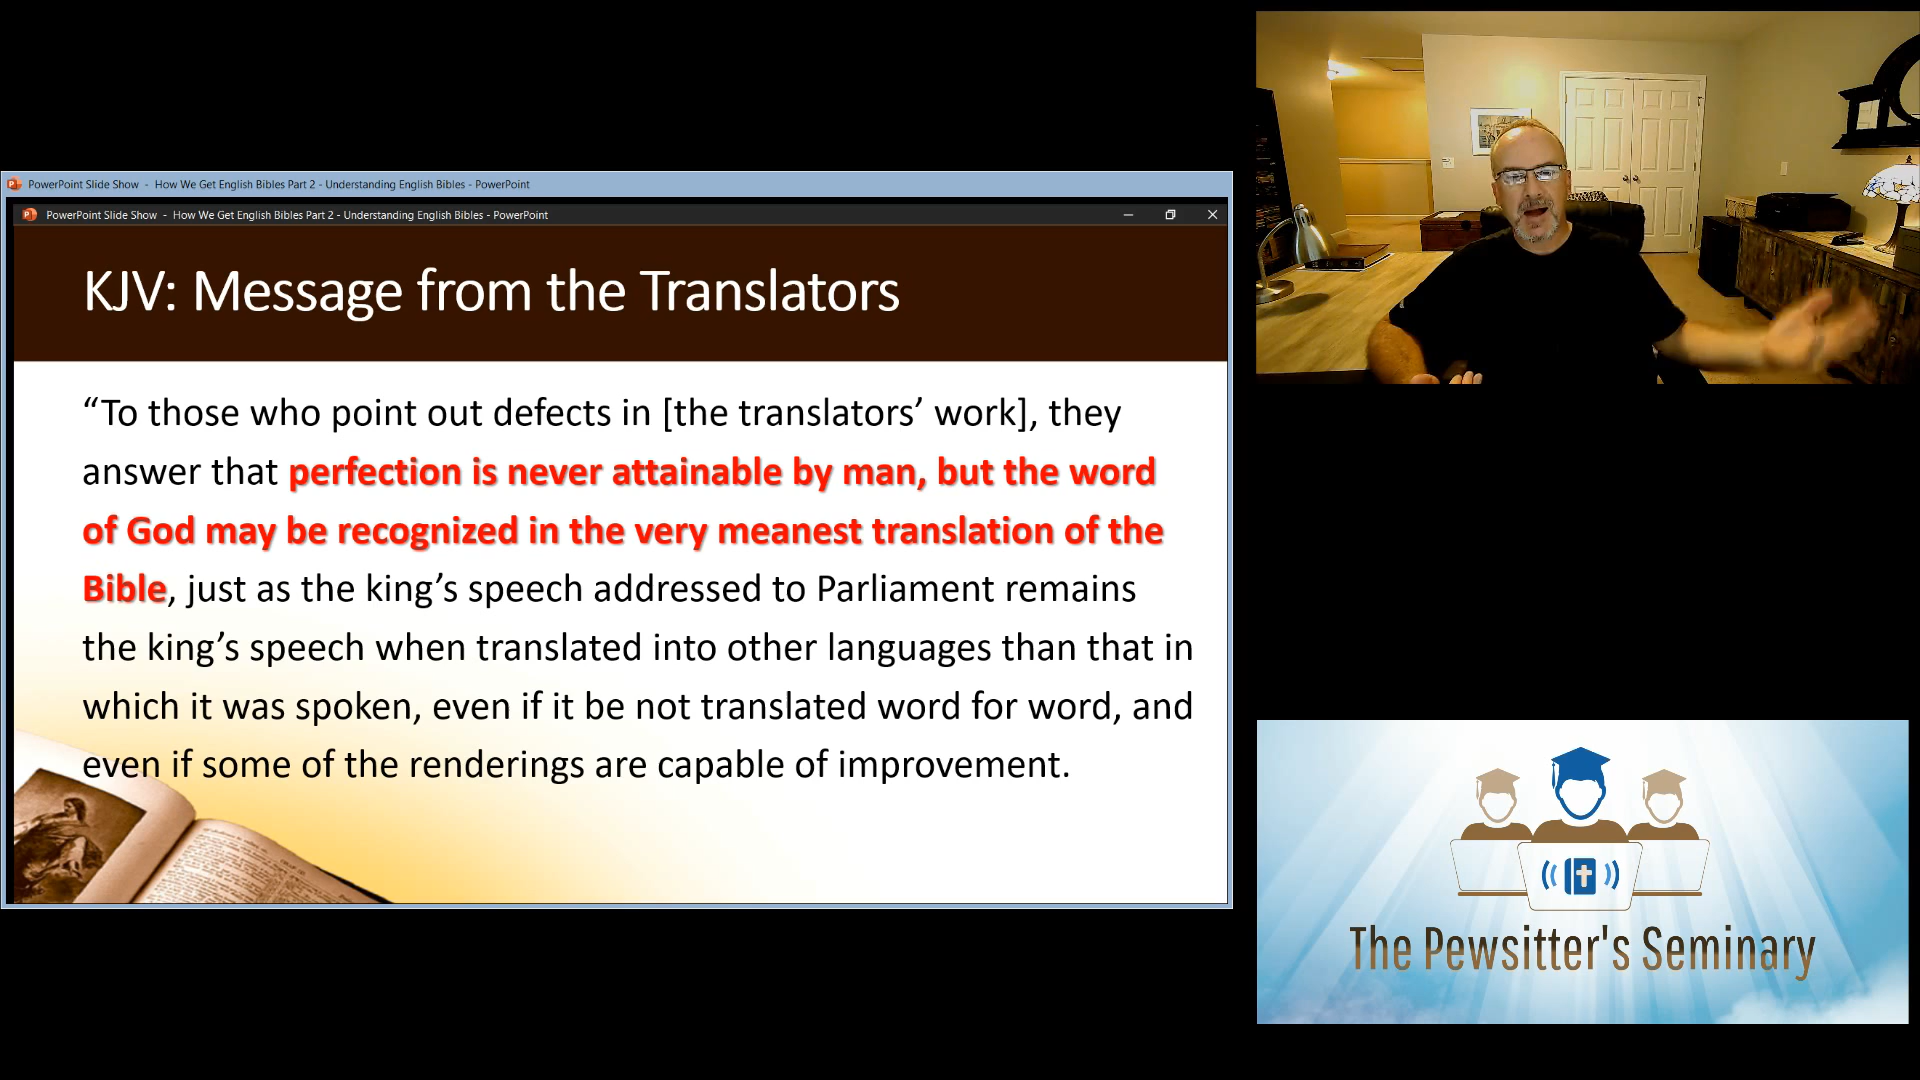 PowerPoint Slide Show - How We Get English Bibles Part 2 - Understanding English Bibles - PowerPoint
PowerPoint Slide Show - How We Get English Bibles Part 2 - Understanding English Bibles - PowerPoint
KJV: Message from the Translators
“To those who point out defects in [the translators’ work], they
answer that perfection is never attainable by man, but the word
of God may be recognized in the very meanest translation of the
Bible, just as the king’s speech addressed to Parliament remains
the king’s speech when translated into other languages than that in
which it was spoken, even if it be not translated word for word, and
even if some of the renderings are capable of improvement.
The Pewsitter's Seminary